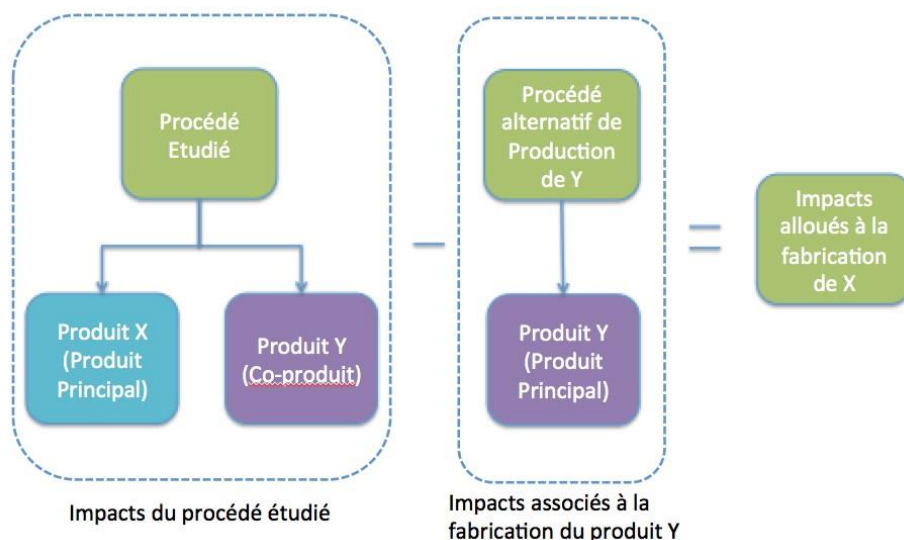 Procédé
Etudié
Produit X
(Produit
Principal)
Produit Y
(Co-produit)
Impacts du procédé étudié
–
Procédé
alternatif de
Production
de Y
Produit Y
(Produit
Principal)
Impacts associés à la
fabrication du produit Y
=
Impacts
alloués à la
fabrication
de X